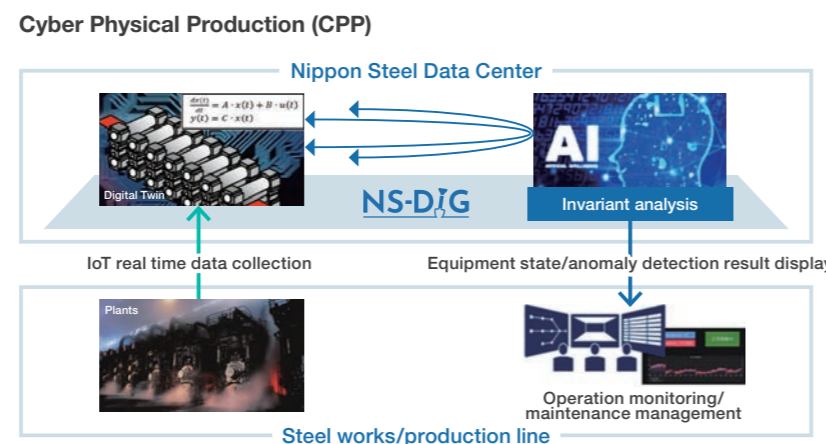 Cyber Physical Production (CPP)
Nippon Steel Data Center
dx(t)/dt = A · x(t) + B · u(t)
y(t) = C · x(t)
AI
Digital Twin
NS-DIG
Invariant analysis
IoT real time data collection
Equipment state/anomaly detection result display
Plants
Operation monitoring/
maintenance management
Steel works/production line